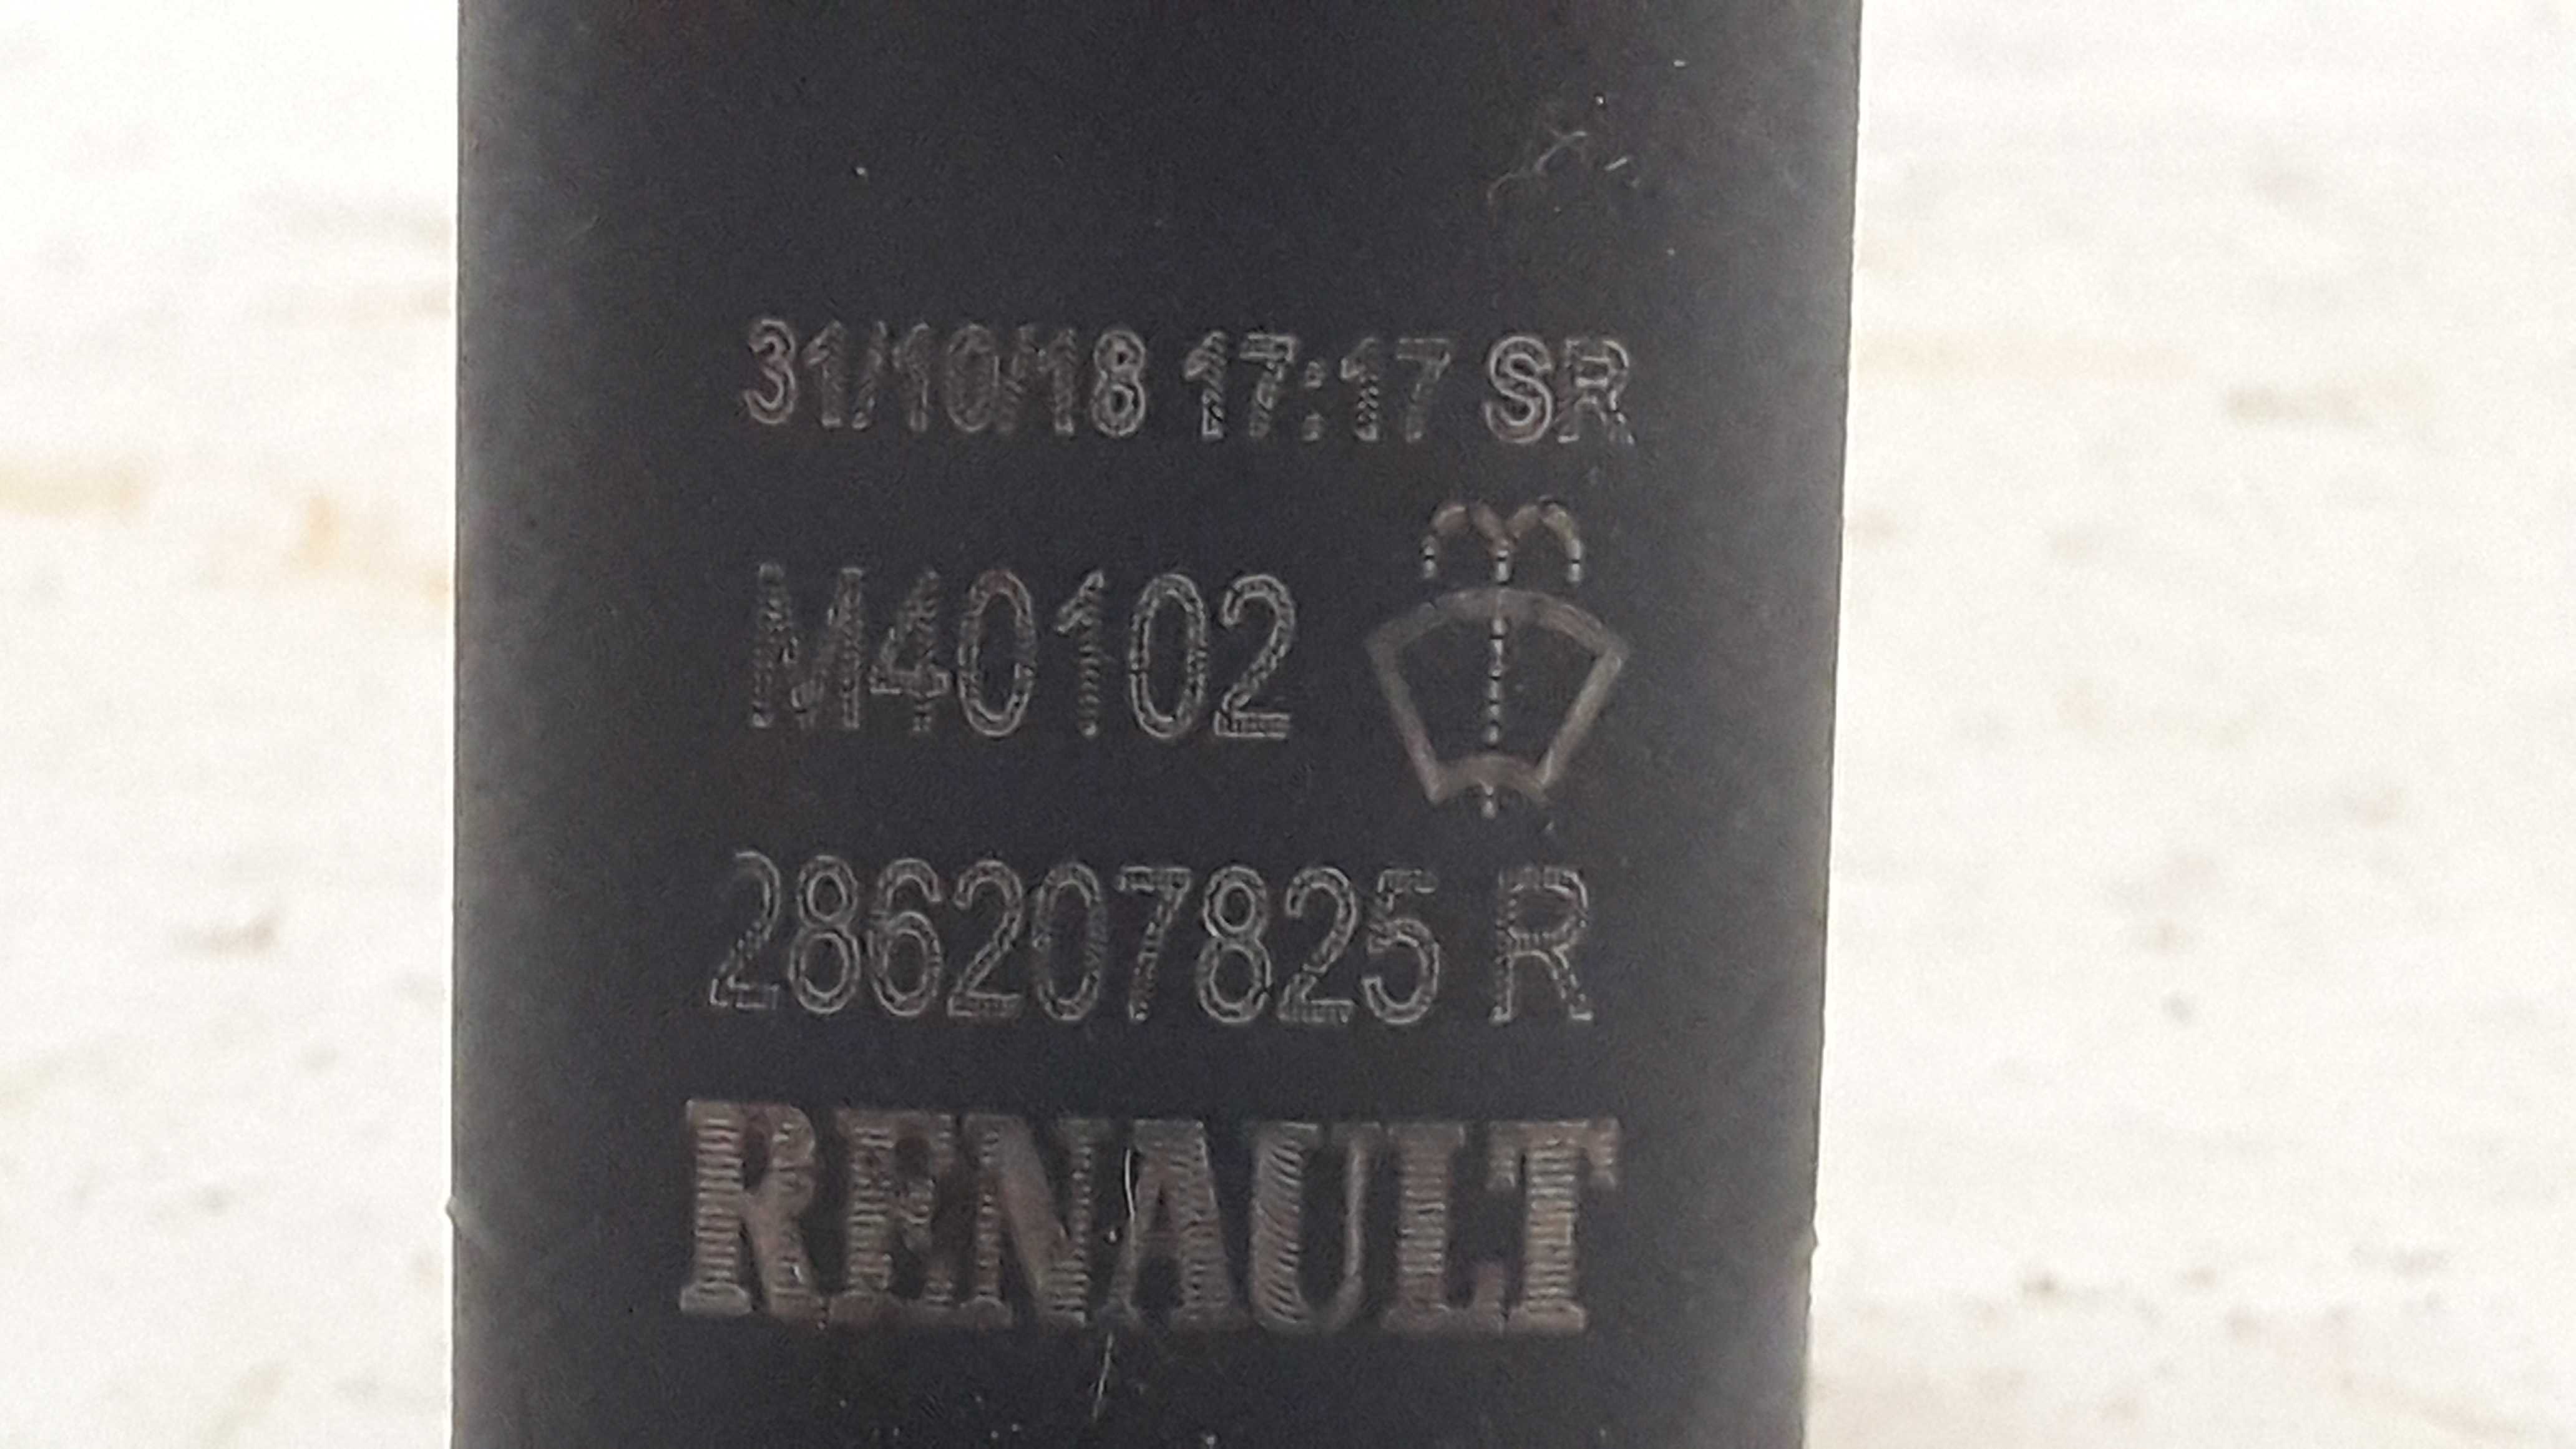 31/10/18 17:17 SR
M40102
286207825 R
RENAULT